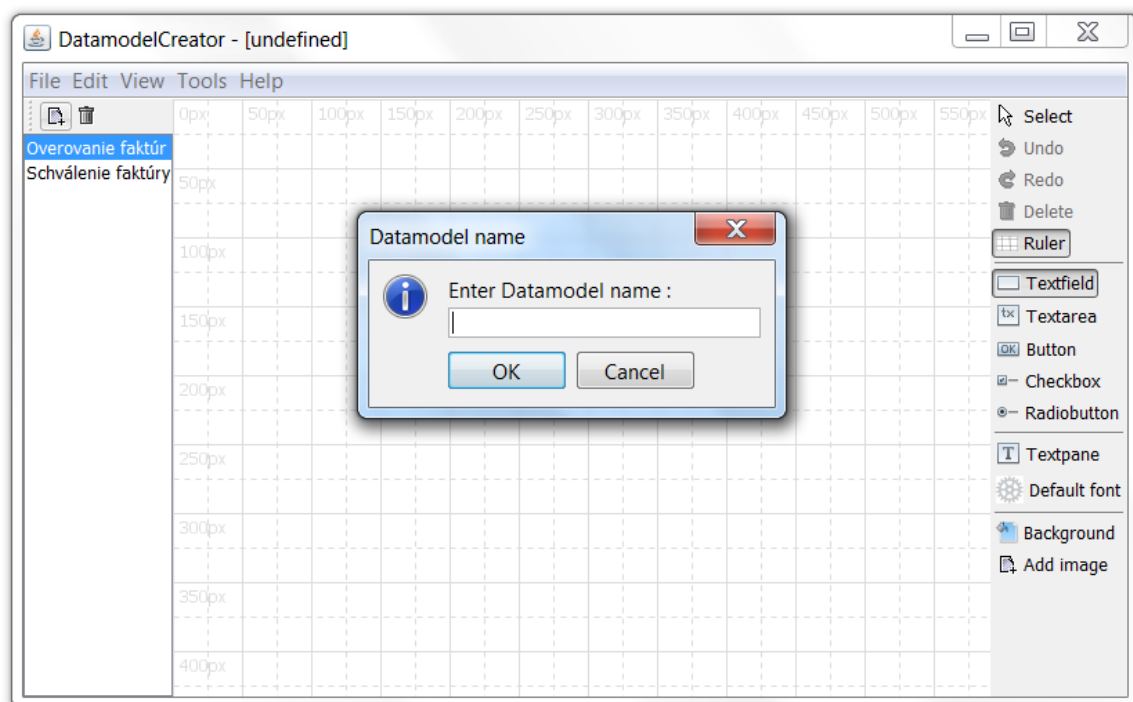 DatamodelCreator - [undefined]
File Edit View Tools Help
0px 50px 100px 150px 200px 250px 300px 350px 400px 450px 500px 550px
Overovanie faktúr
Schválenie faktúry
50px
100px
150px
200px
250px
300px
350px
400px
Datamodel name
Enter Datamodel name :
OK Cancel
Select
Undo
Redo
Delete
Ruler
Textfield
tx Textarea
OK Button
Checkbox
Radiobutton
T Textpane
Default font
Background
Add image